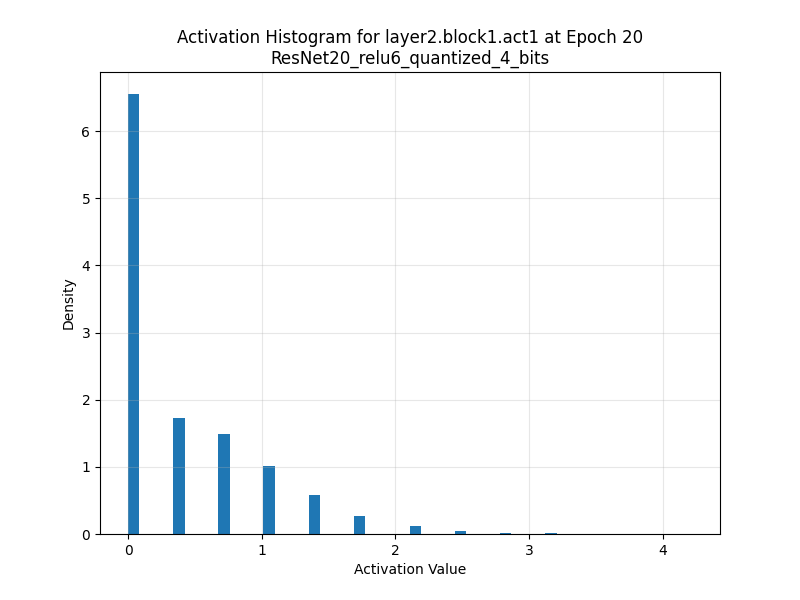 Activation Histogram for layer2.block1.act1 at Epoch 20
ResNet20_relu6_quantized_4_bits
6
5
4
3
2
1
0
Density
0 1 2 3 4
Activation Value